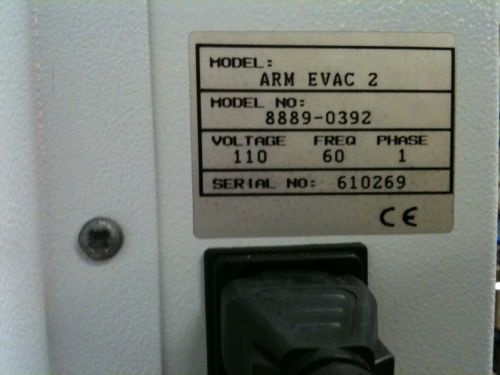 MODEL:
ARM EVAC 2
MODEL NO:
8889-0392
VOLTAGE FREQ PHASE
110 60 1
SERIAL NO: 610269
CE